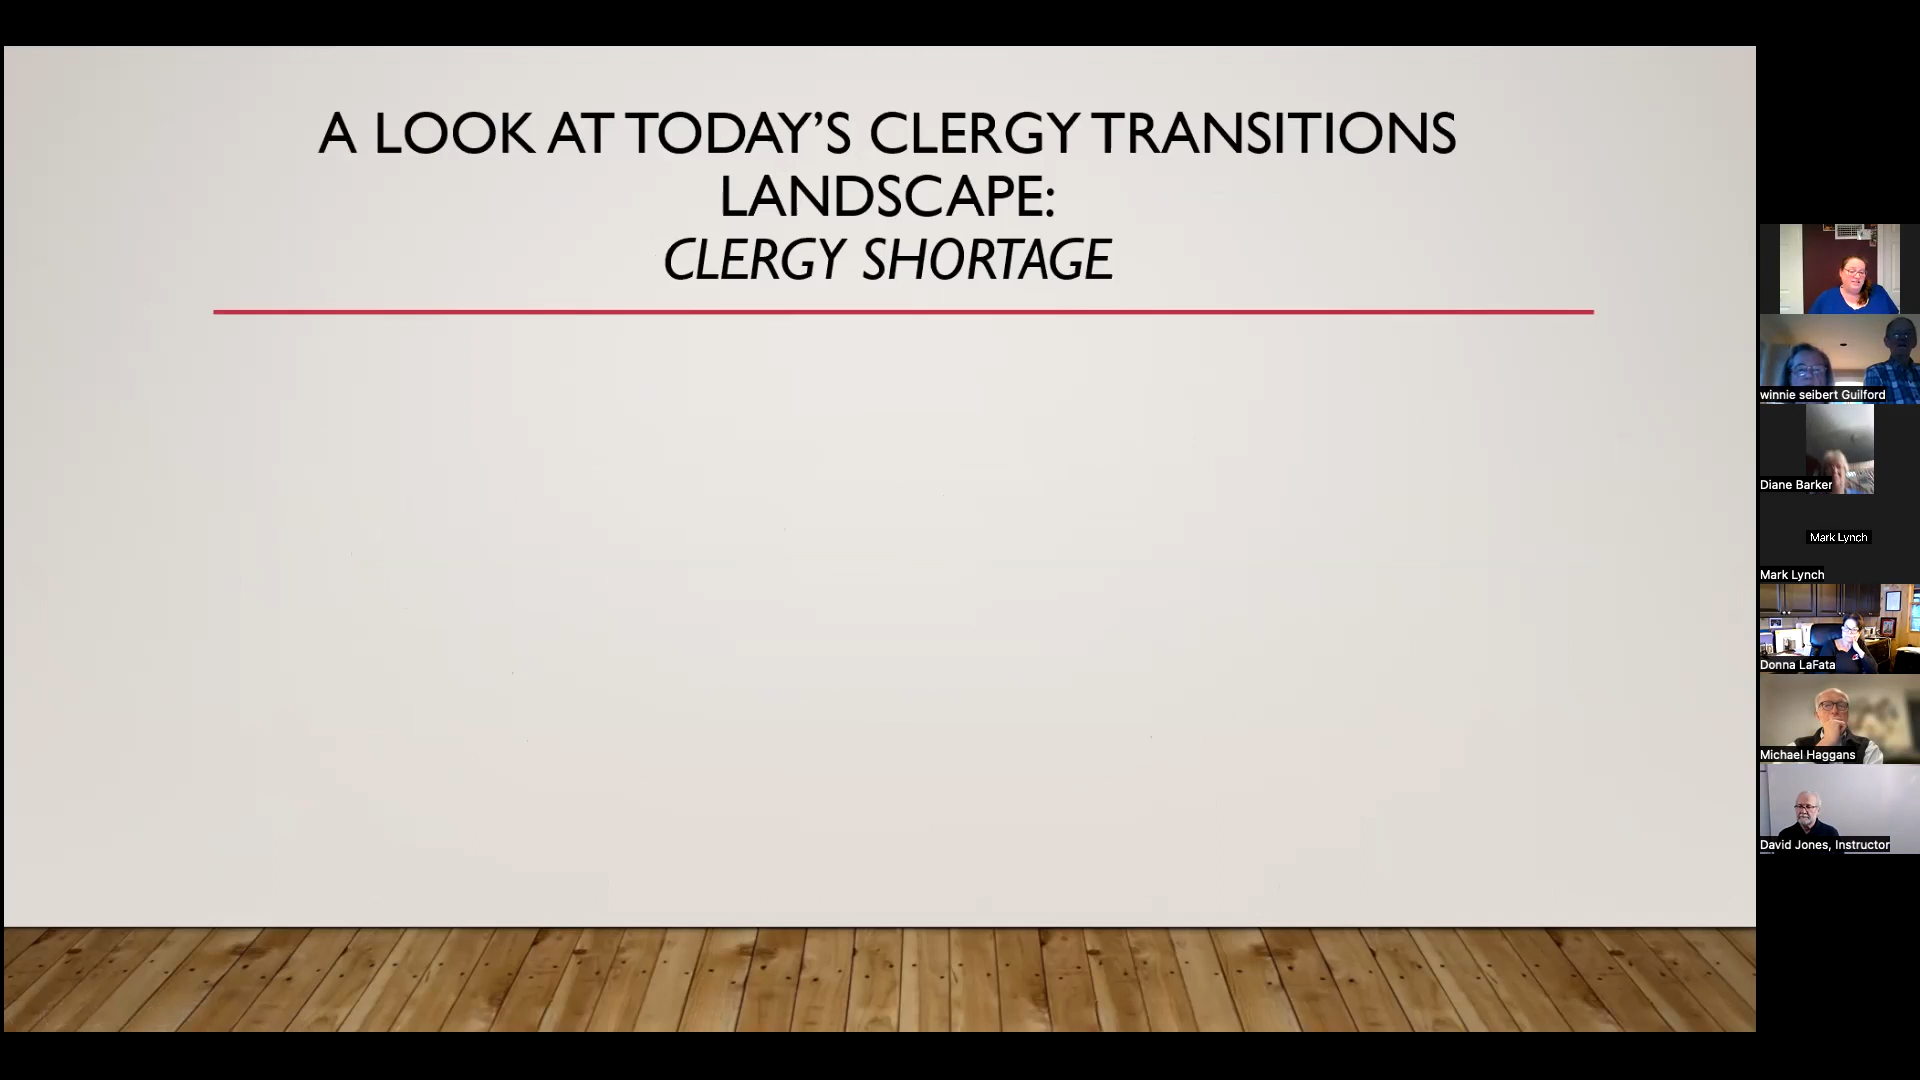 A LOOK AT TODAY’S CLERGY TRANSITIONS
LANDSCAPE:
CLERGY SHORTAGE
winnie seibert Guilford
Diane Barker
Mark Lynch
Mark Lynch
Donna LaFata
Michael Haggans
David Jones, Instructor